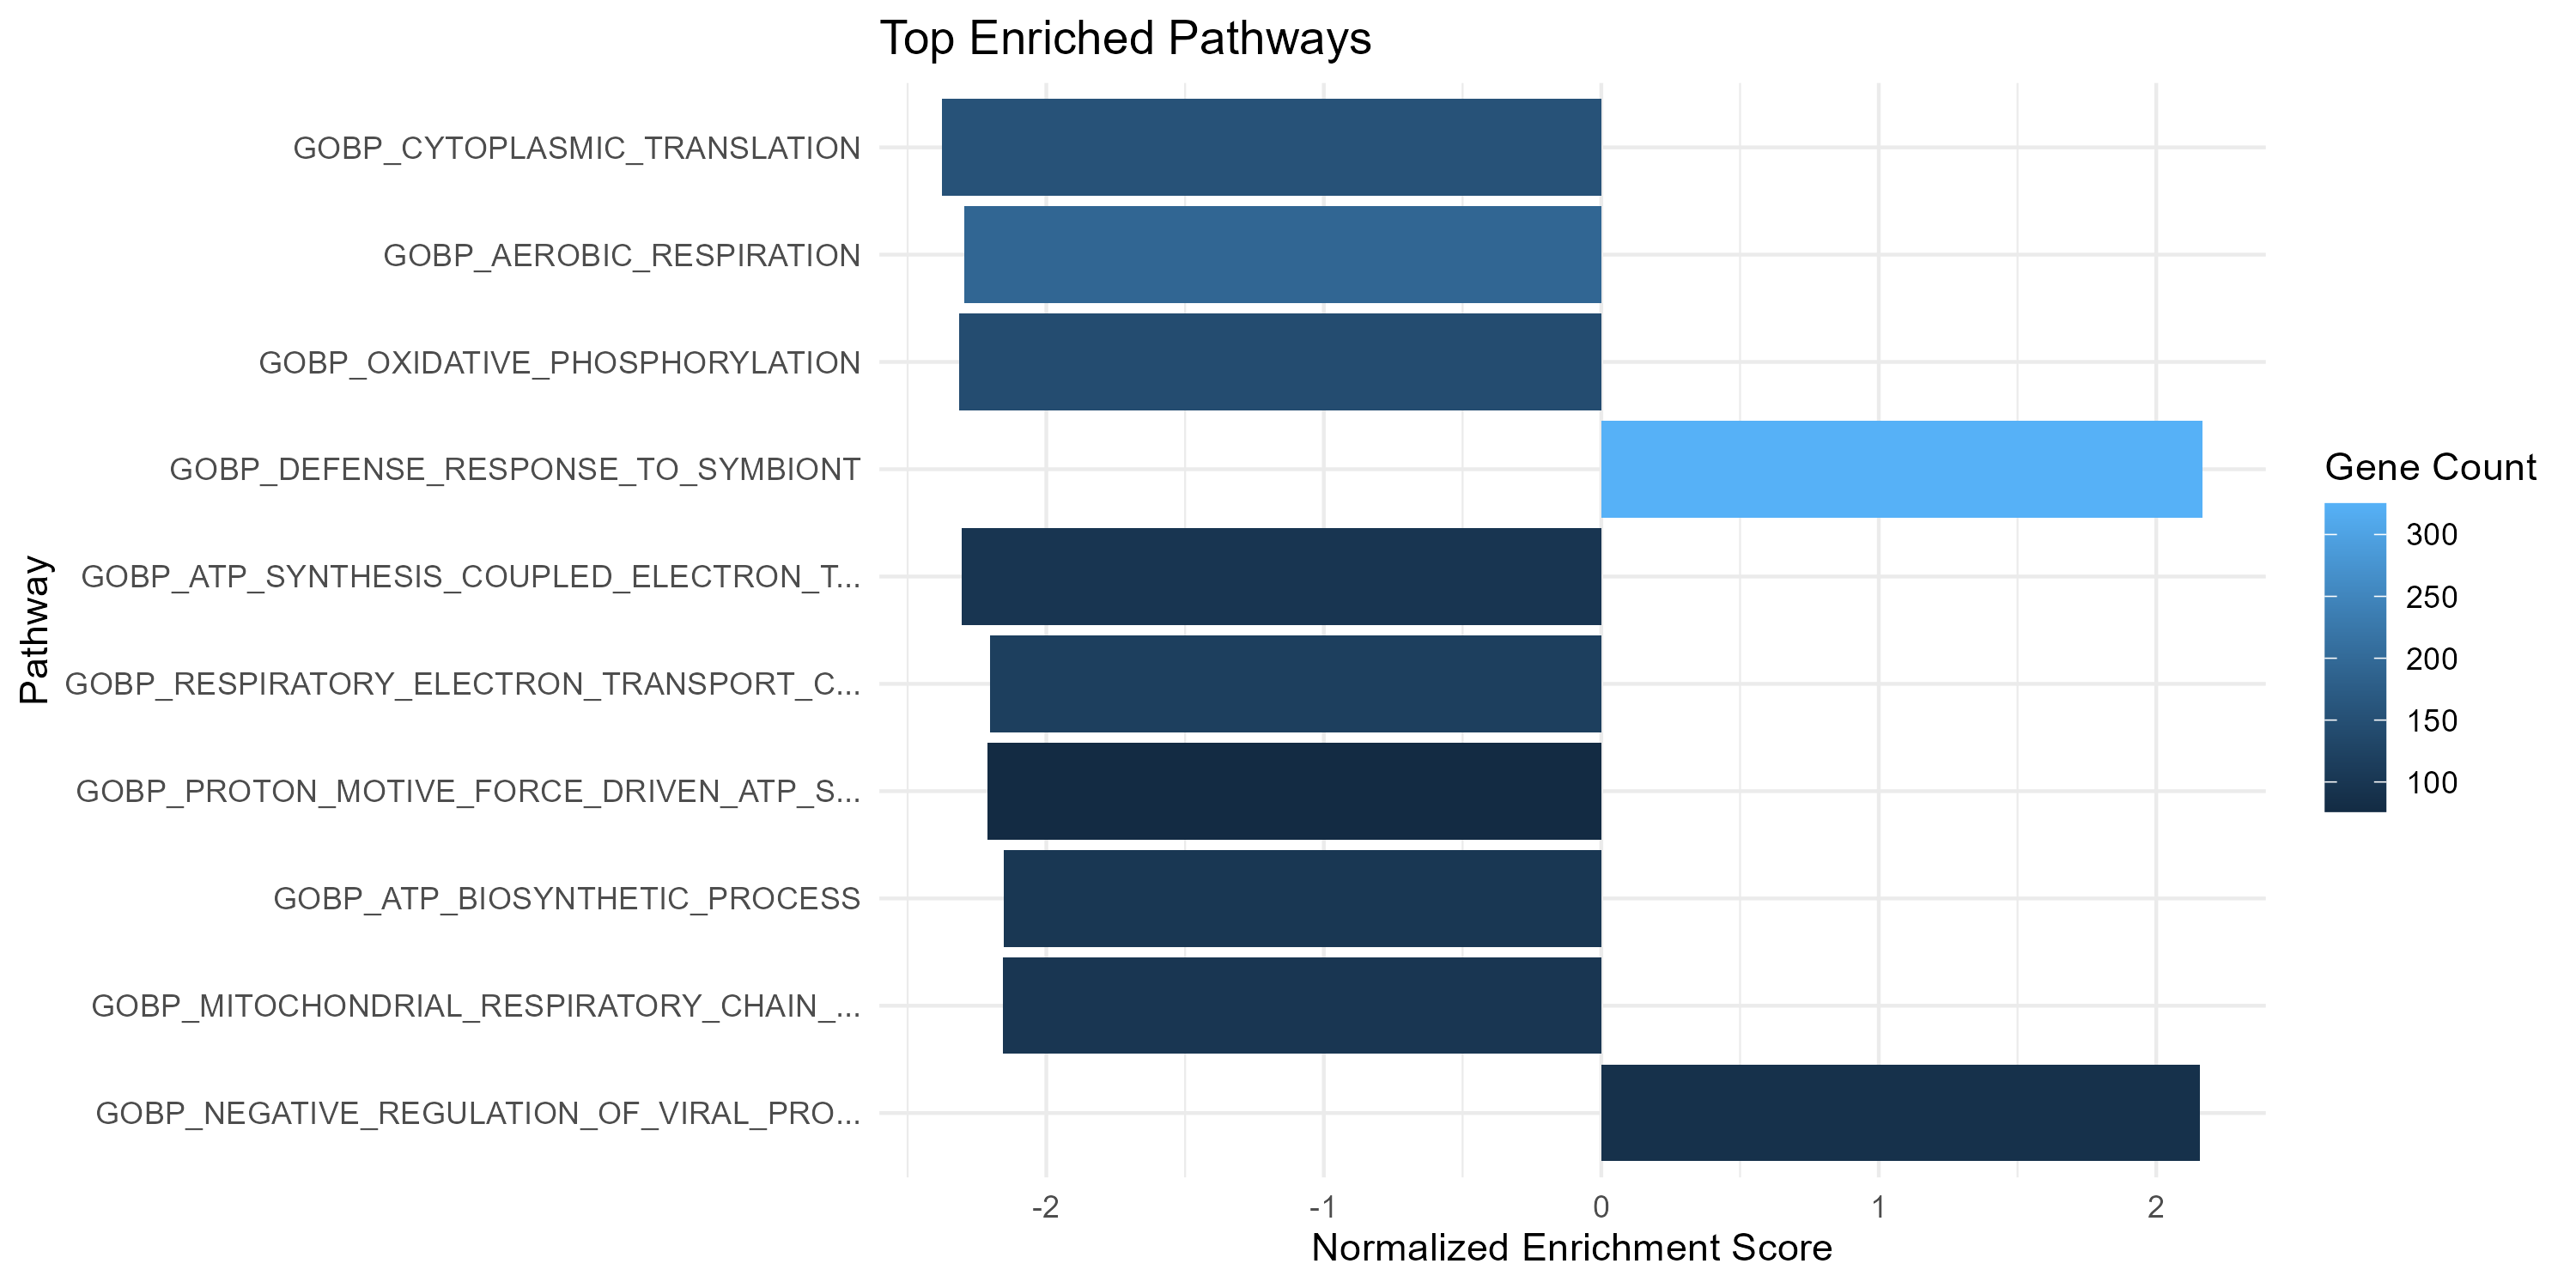 Top Enriched Pathways
Pathway
GOBP_CYTOPLASMIC_TRANSLATION
GOBP_AEROBIC_RESPIRATION
GOBP_OXIDATIVE_PHOSPHORYLATION
GOBP_DEFENSE_RESPONSE_TO_SYMBIONT
GOBP_ATP_SYNTHESIS_COUPLED_ELECTRON_T...
GOBP_RESPIRATORY_ELECTRON_TRANSPORT_C...
GOBP_PROTON_MOTIVE_FORCE_DRIVEN_ATP_S...
GOBP_ATP_BIOSYNTHETIC_PROCESS
GOBP_MITOCHONDRIAL_RESPIRATORY_CHAIN_...
GOBP_NEGATIVE_REGULATION_OF_VIRAL_PRO...
-2 -1 0 1 2
Normalized Enrichment Score
Gene Count
300
250
200
150
100